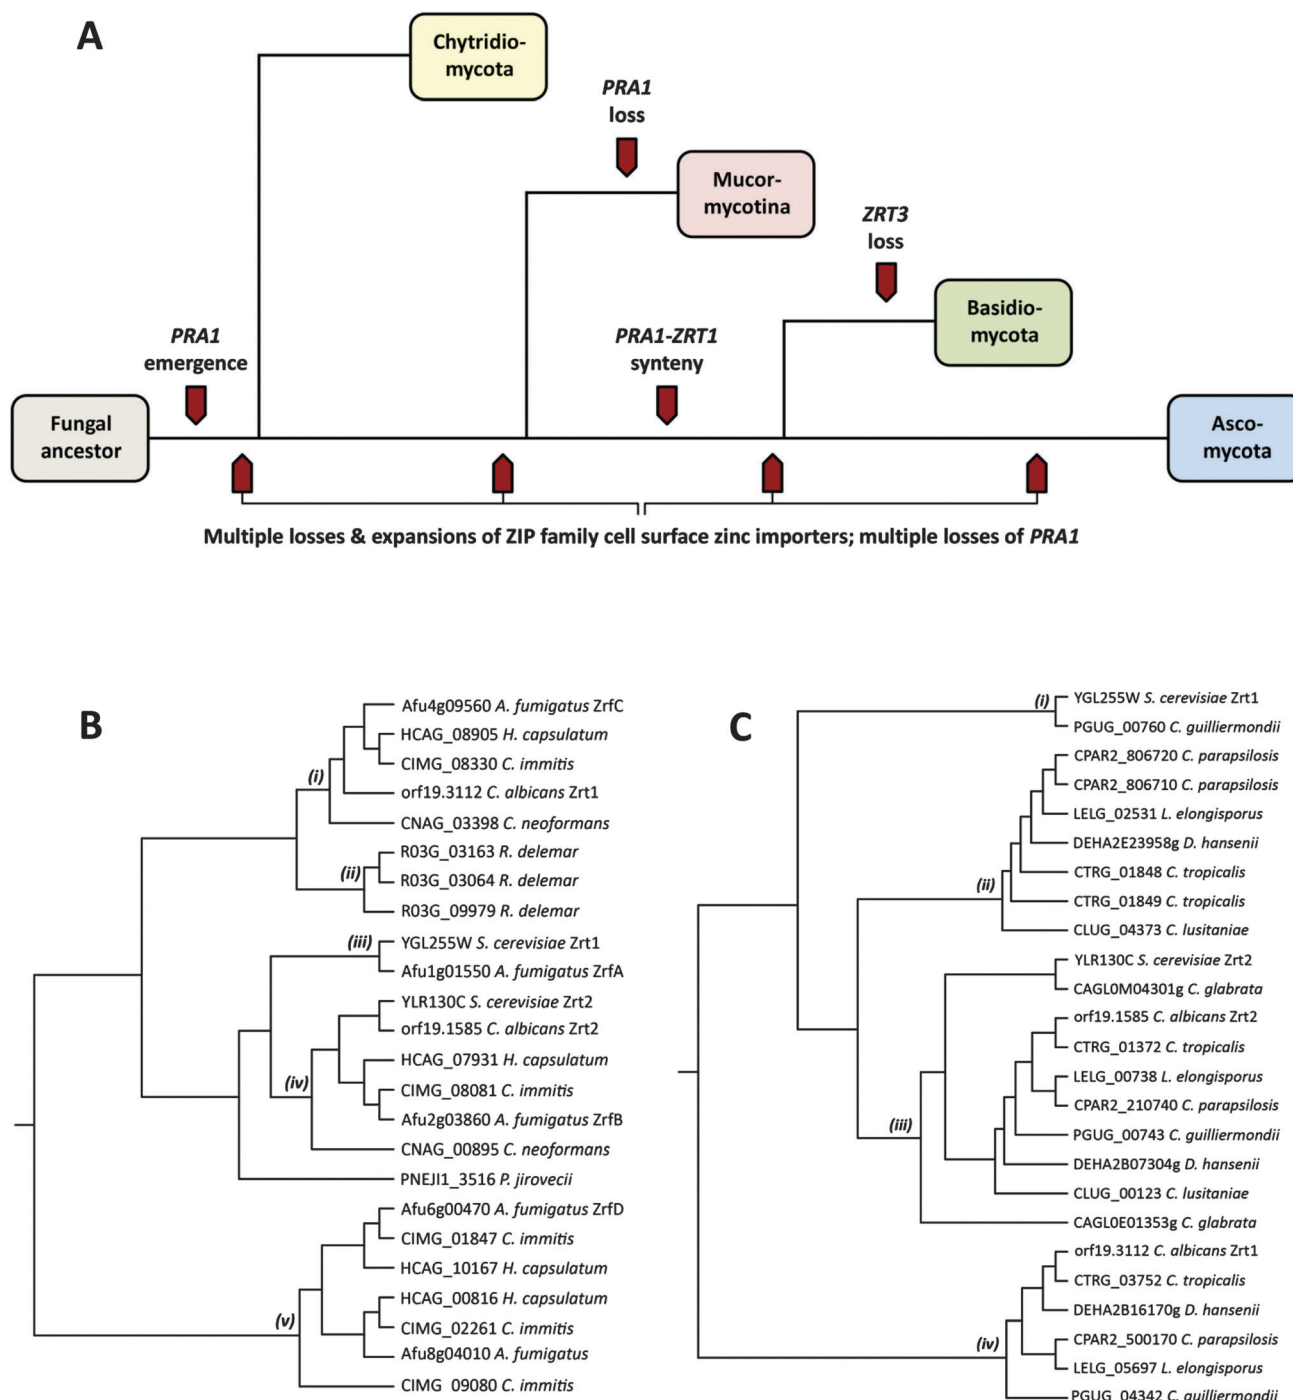 A
Chytridio-
mycota
PRA1
loss
Mucor-
mycotina
ZRT3
loss
Basidio-
mycota
PRA1
emergence
PRA1-ZRT1
synteny
Fungal
ancestor
Asco-
mycota
Multiple losses & expansions of ZIP family cell surface zinc importers; multiple losses of PRA1
B
Afu4g09560 A. fumigatus ZrfC
HCAG_08905 H. capsulatum
(i)
CIMG_08330 C. immitis
orf19.3112 C. albicans Zrt1
CNAG_03398 C. neoformans
R03G_03163 R. delemar
(ii)
R03G_03064 R. delemar
R03G_09979 R. delemar
(iii)
YGL255W S. cerevisiae Zrt1
Afu1g01550 A. fumigatus ZrfA
YLR130C S. cerevisiae Zrt2
orf19.1585 C. albicans Zrt2
HCAG_07931 H. capsulatum
(iv)
CIMG_08081 C. immitis
Afu2g03860 A. fumigatus ZrfB
CNAG_00895 C. neoformans
PNEJI1_3516 P. jirovecii
Afu6g00470 A. fumigatus ZrfD
CIMG_01847 C. immitis
HCAG_10167 H. capsulatum
HCAG_00816 H. capsulatum
(v)
CIMG_02261 C. immitis
Afu8g04010 A. fumigatus
CIMG_09080 C. immitis
C
(i)
YGL255W S. cerevisiae Zrt1
PGUG_00760 C. guilliermondii
CPAR2_806720 C. parapsilosis
CPAR2_806710 C. parapsilosis
LELG_02531 L. elongisporus
DEHA2E23958g D. hansenii
CTRG_01848 C. tropicalis
(ii)
CTRG_01849 C. tropicalis
CLUG_04373 C. lusitaniae
YLR130C S. cerevisiae Zrt2
CAGL0M04301g C. glabrata
orf19.1585 C. albicans Zrt2
CTRG_01372 C. tropicalis
LELG_00738 L. elongisporus
CPAR2_210740 C. parapsilosis
(iii)
PGUG_00743 C. guilliermondii
DEHA2B07304g D. hansenii
CLUG_00123 C. lusitaniae
CAGL0E01353g C. glabrata
orf19.3112 C. albicans Zrt1
CTRG_03752 C. tropicalis
DEHA2B16170g D. hansenii
(iv)
CPAR2_500170 C. parapsilosis
LELG_05697 L. elongisporus
PGUG_04342 C. guilliermondii